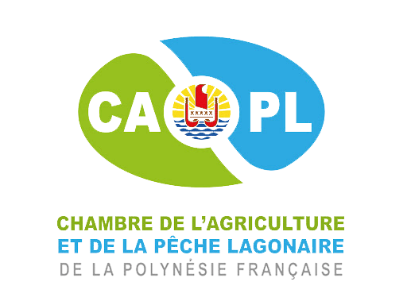 CA PL
CHAMBRE DE L'AGRICULTURE
ET DE LA PÊCHE LAGONAIRE
DE LA POLYNÉSIE FRANÇAISE